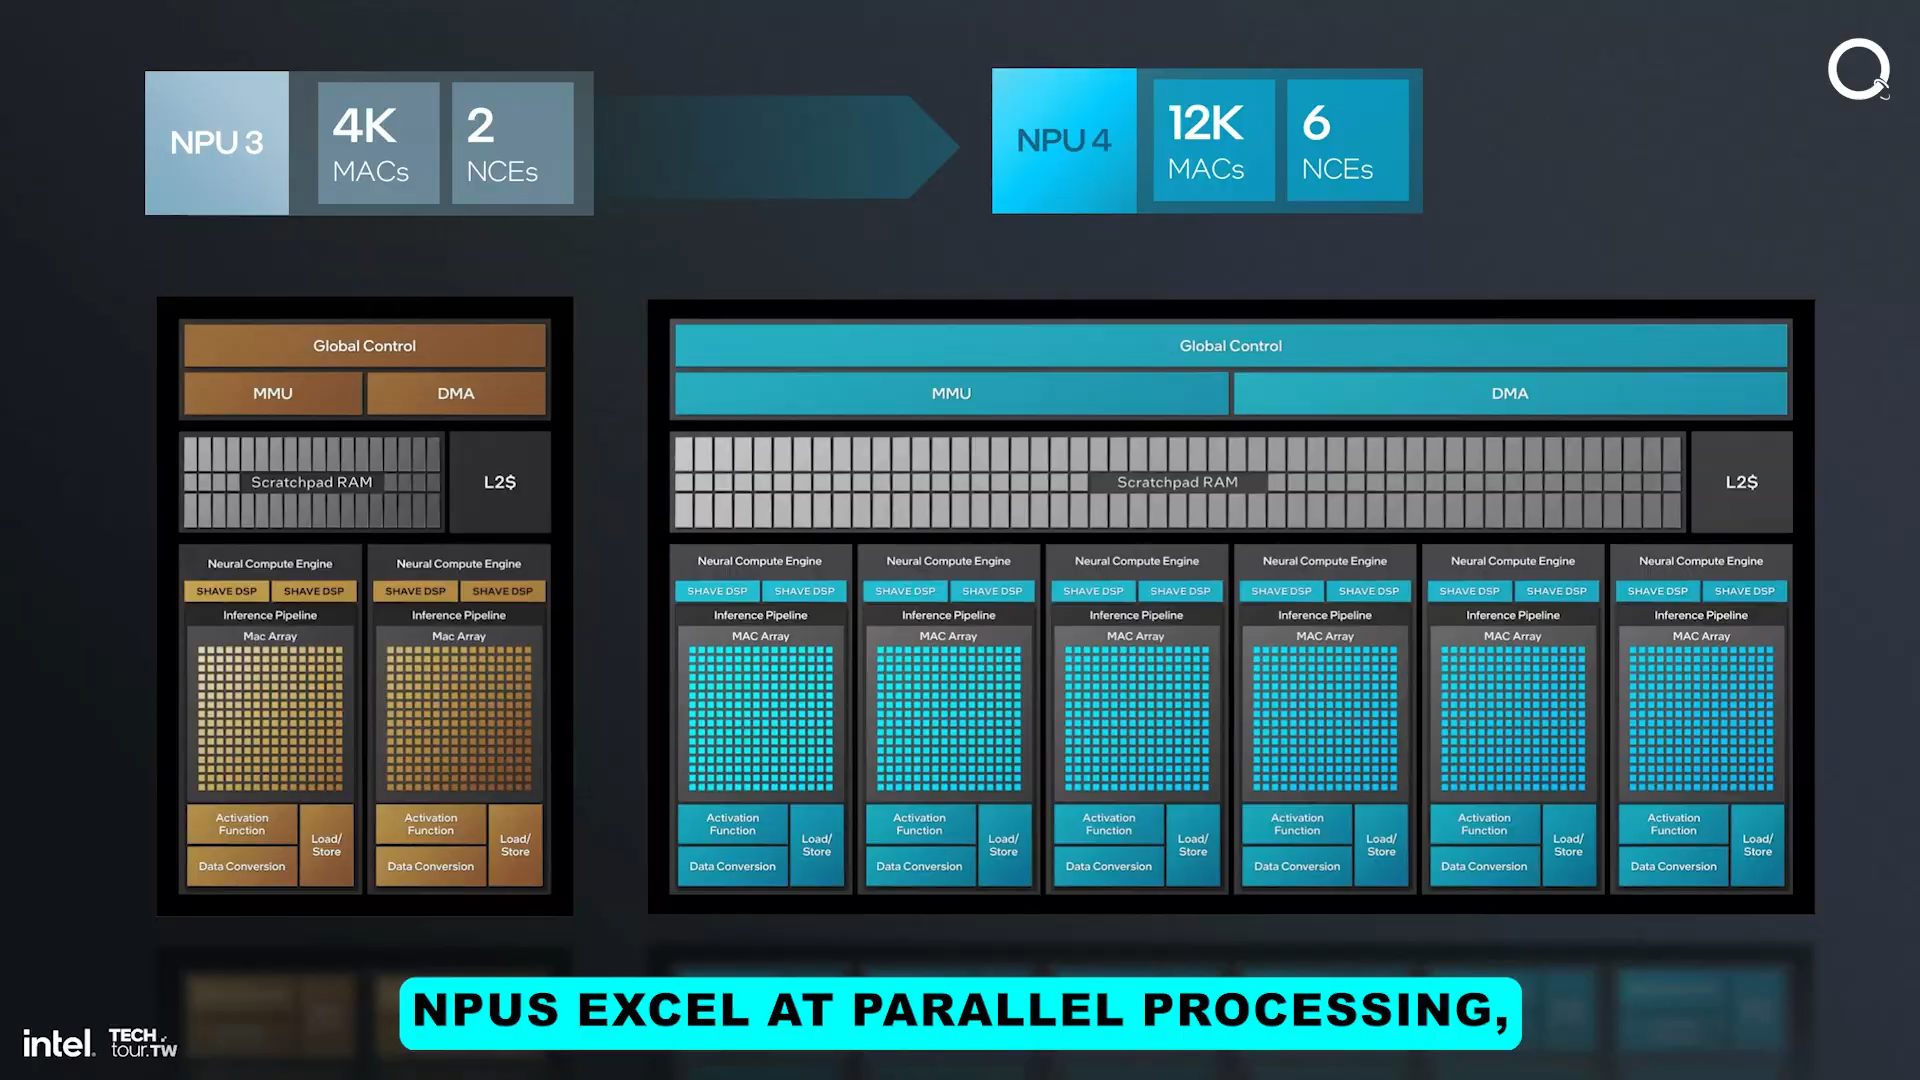 NPU 3
4K
MACs
2
NCEs
NPU 4
12K
MACs
6
NCEs
Global Control
MMU
DMA
Scratchpad RAM
L2$
Neural Compute Engine
SHAVE DSP
SHAVE DSP
Inference Pipeline
Mac Array
Activation
Function
Data Conversion
Load/
Store
Neural Compute Engine
SHAVE DSP
SHAVE DSP
Inference Pipeline
Mac Array
Activation
Function
Data Conversion
Load/
Store
Global Control
MMU
DMA
Scratchpad RAM
L2$
Neural Compute Engine
SHAVE DSP
SHAVE DSP
Inference Pipeline
MAC Array
Activation
Function
Data Conversion
Load/
Store
Neural Compute Engine
SHAVE DSP
SHAVE DSP
Inference Pipeline
MAC Array
Activation
Function
Data Conversion
Load/
Store
Neural Compute Engine
SHAVE DSP
SHAVE DSP
Inference Pipeline
MAC Array
Activation
Function
Data Conversion
Load/
Store
Neural Compute Engine
SHAVE DSP
SHAVE DSP
Inference Pipeline
MAC Array
Activation
Function
Data Conversion
Load/
Store
Neural Compute Engine
SHAVE DSP
SHAVE DSP
Inference Pipeline
MAC Array
Activation
Function
Data Conversion
Load/
Store
Neural Compute Engine
SHAVE DSP
SHAVE DSP
Inference Pipeline
MAC Array
Activation
Function
Data Conversion
Load/
Store
NPUS EXCEL AT PARALLEL PROCESSING,
intel.
TECH
tour.TW